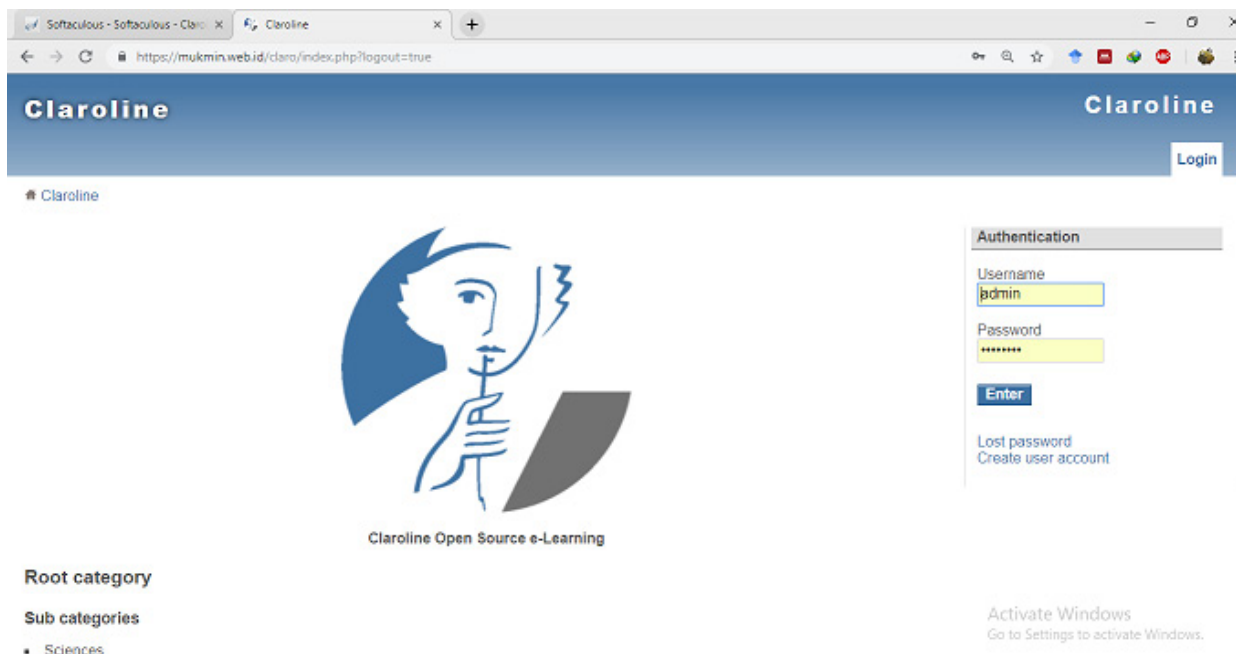 Softaculous - Softaculous - Claro
Claroline
https://mukmin.web.id/claro/index.php?logout=true
Claroline
Claroline
Login
Claroline
Authentication
Username
admin
Password
Enter
Lost password
Create user account
Claroline Open Source e-Learning
Root category
Sub categories
Sciences
Activate Windows
Go to Settings to activate Windows.